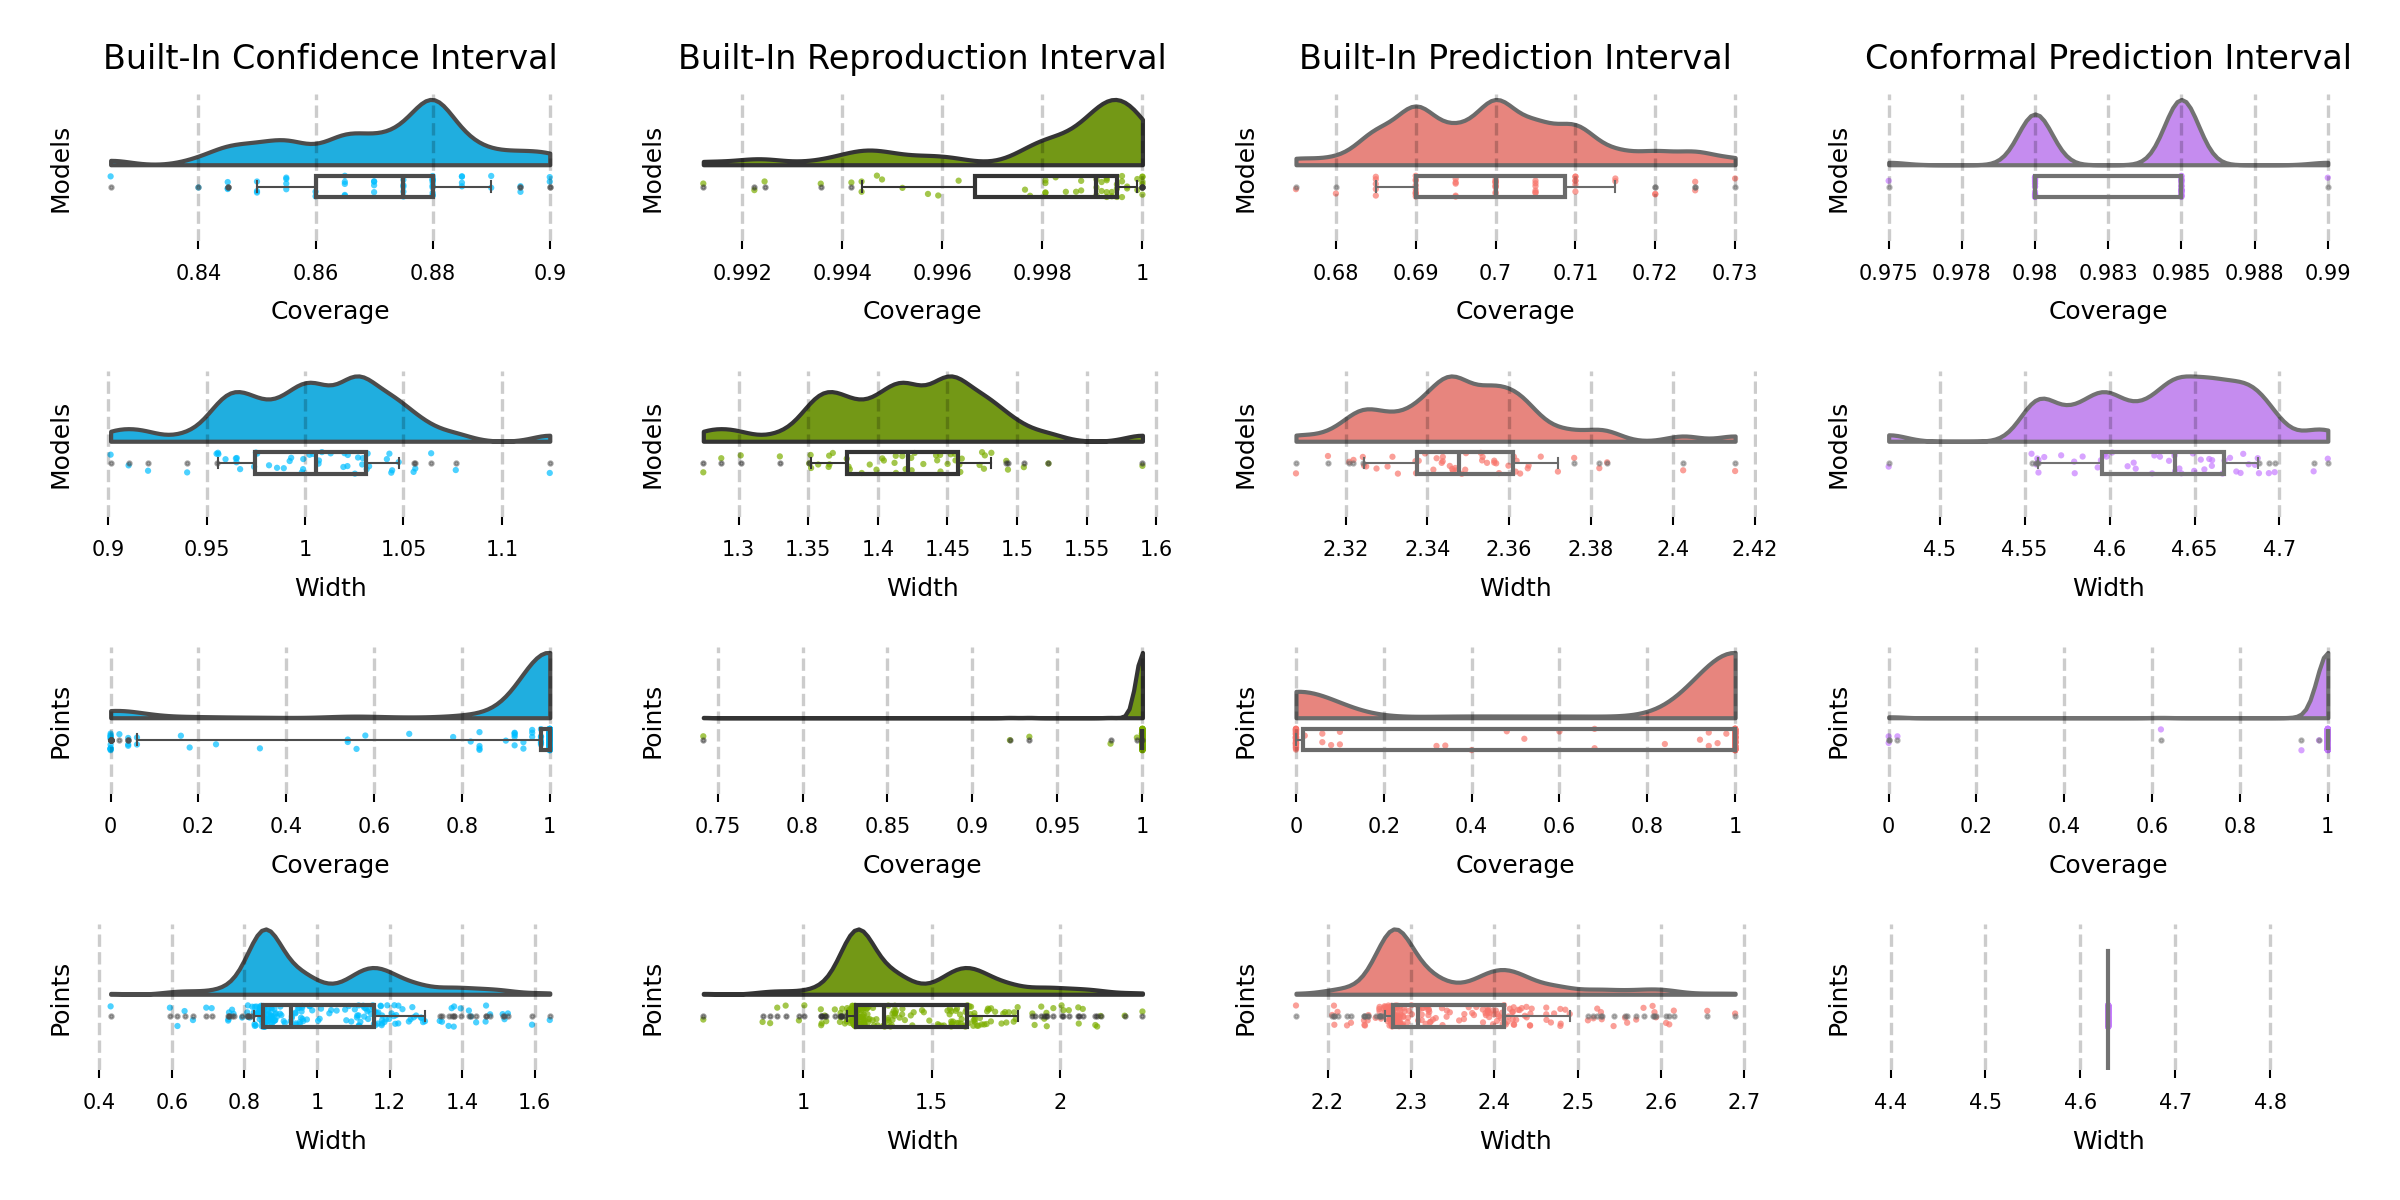 Built-In Confidence Interval Built-In Reproduction Interval Built-In Prediction Interval Conformal Prediction Interval
Models Models Models Models
0.84 0.86 0.88 0.9 0.992 0.994 0.996 0.998 1 0.68 0.69 0.7 0.71 0.72 0.73 0.975 0.978 0.98 0.983 0.985 0.988 0.99
Coverage Coverage Coverage Coverage
Models Models Models Models
0.9 0.95 1 1.05 1.1 1.3 1.35 1.4 1.45 1.5 1.55 1.6 2.32 2.34 2.36 2.38 2.4 2.42 4.5 4.55 4.6 4.65 4.7
Width Width Width Width
Points Points Points Points
0 0.2 0.4 0.6 0.8 1 0.75 0.8 0.85 0.9 0.95 1 0 0.2 0.4 0.6 0.8 1 0 0.2 0.4 0.6 0.8 1
Coverage Coverage Coverage Coverage
Points Points Points Points
0.4 0.6 0.8 1 1.2 1.4 1.6 1 1.5 2 2.2 2.3 2.4 2.5 2.6 2.7 4.4 4.5 4.6 4.7 4.8
Width Width Width Width